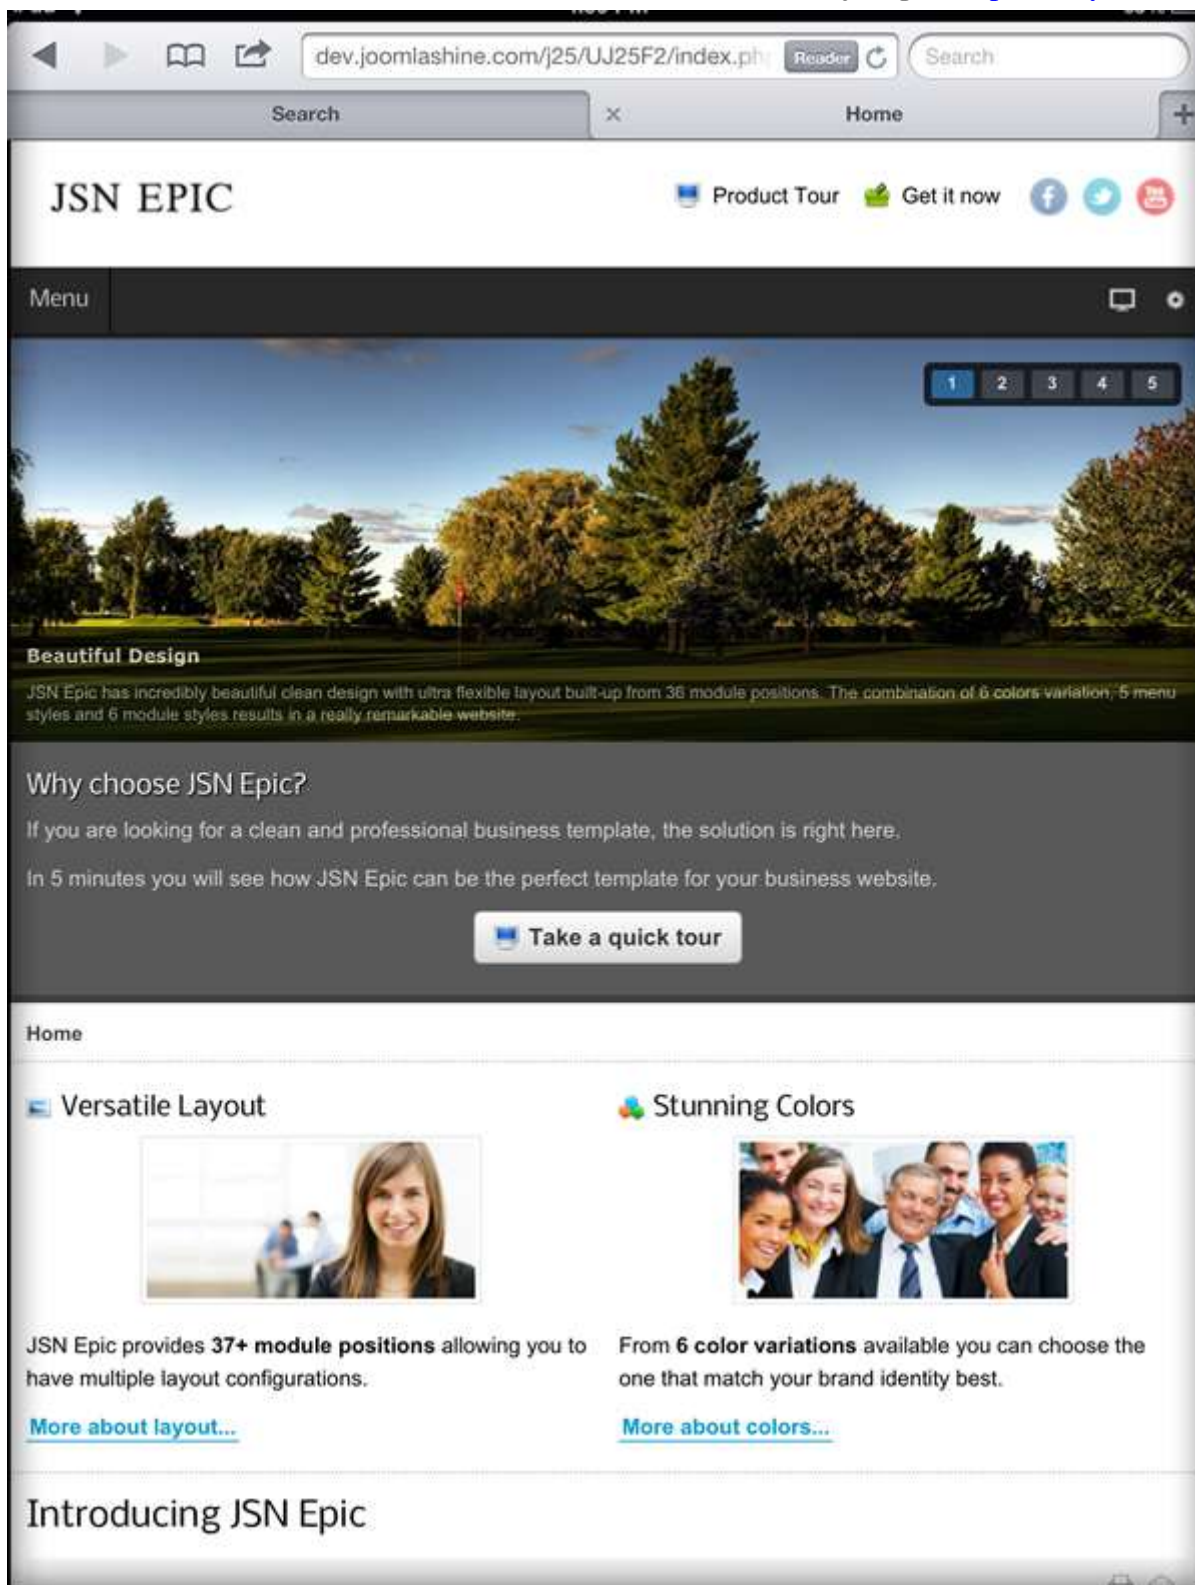 dev.joomlashine.com/j25/UJ25F2/index.ph
Reader
Search
Search
Home
JSN EPIC
Product Tour
Get it now
Menu
1 2 3 4 5
Beautiful Design
JSN Epic has incredibly beautiful clean design with ultra flexible layout built-up from 36 module positions. The combination of 6 colors variation, 5 menu
styles and 6 module styles results in a really remarkable website.
Why choose JSN Epic?
If you are looking for a clean and professional business template, the solution is right here.
In 5 minutes you will see how JSN Epic can be the perfect template for your business website.
Take a quick tour
Home
Versatile Layout
Stunning Colors
JSN Epic provides 37+ module positions allowing you to
have multiple layout configurations.
More about layout...
From 6 color variations available you can choose the
one that match your brand identity best.
More about colors...
Introducing JSN Epic